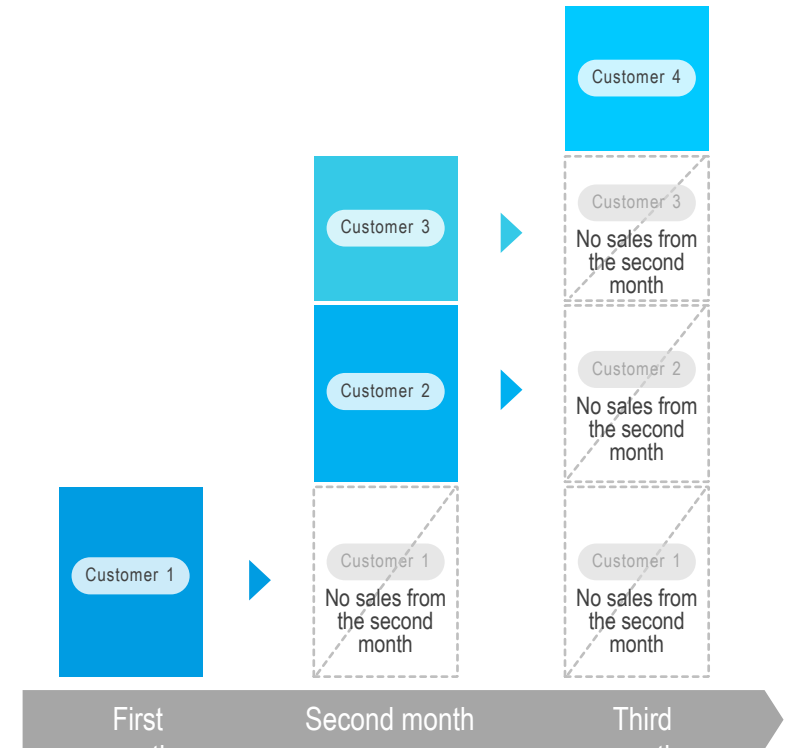 Customer 4
Customer 3
Customer 3
No sales from
the second
month
Customer 2
Customer 2
No sales from
the second
month
Customer 1
Customer 1
No sales from
the second
month
Customer 1
No sales from
the second
month
First
Second month
Third